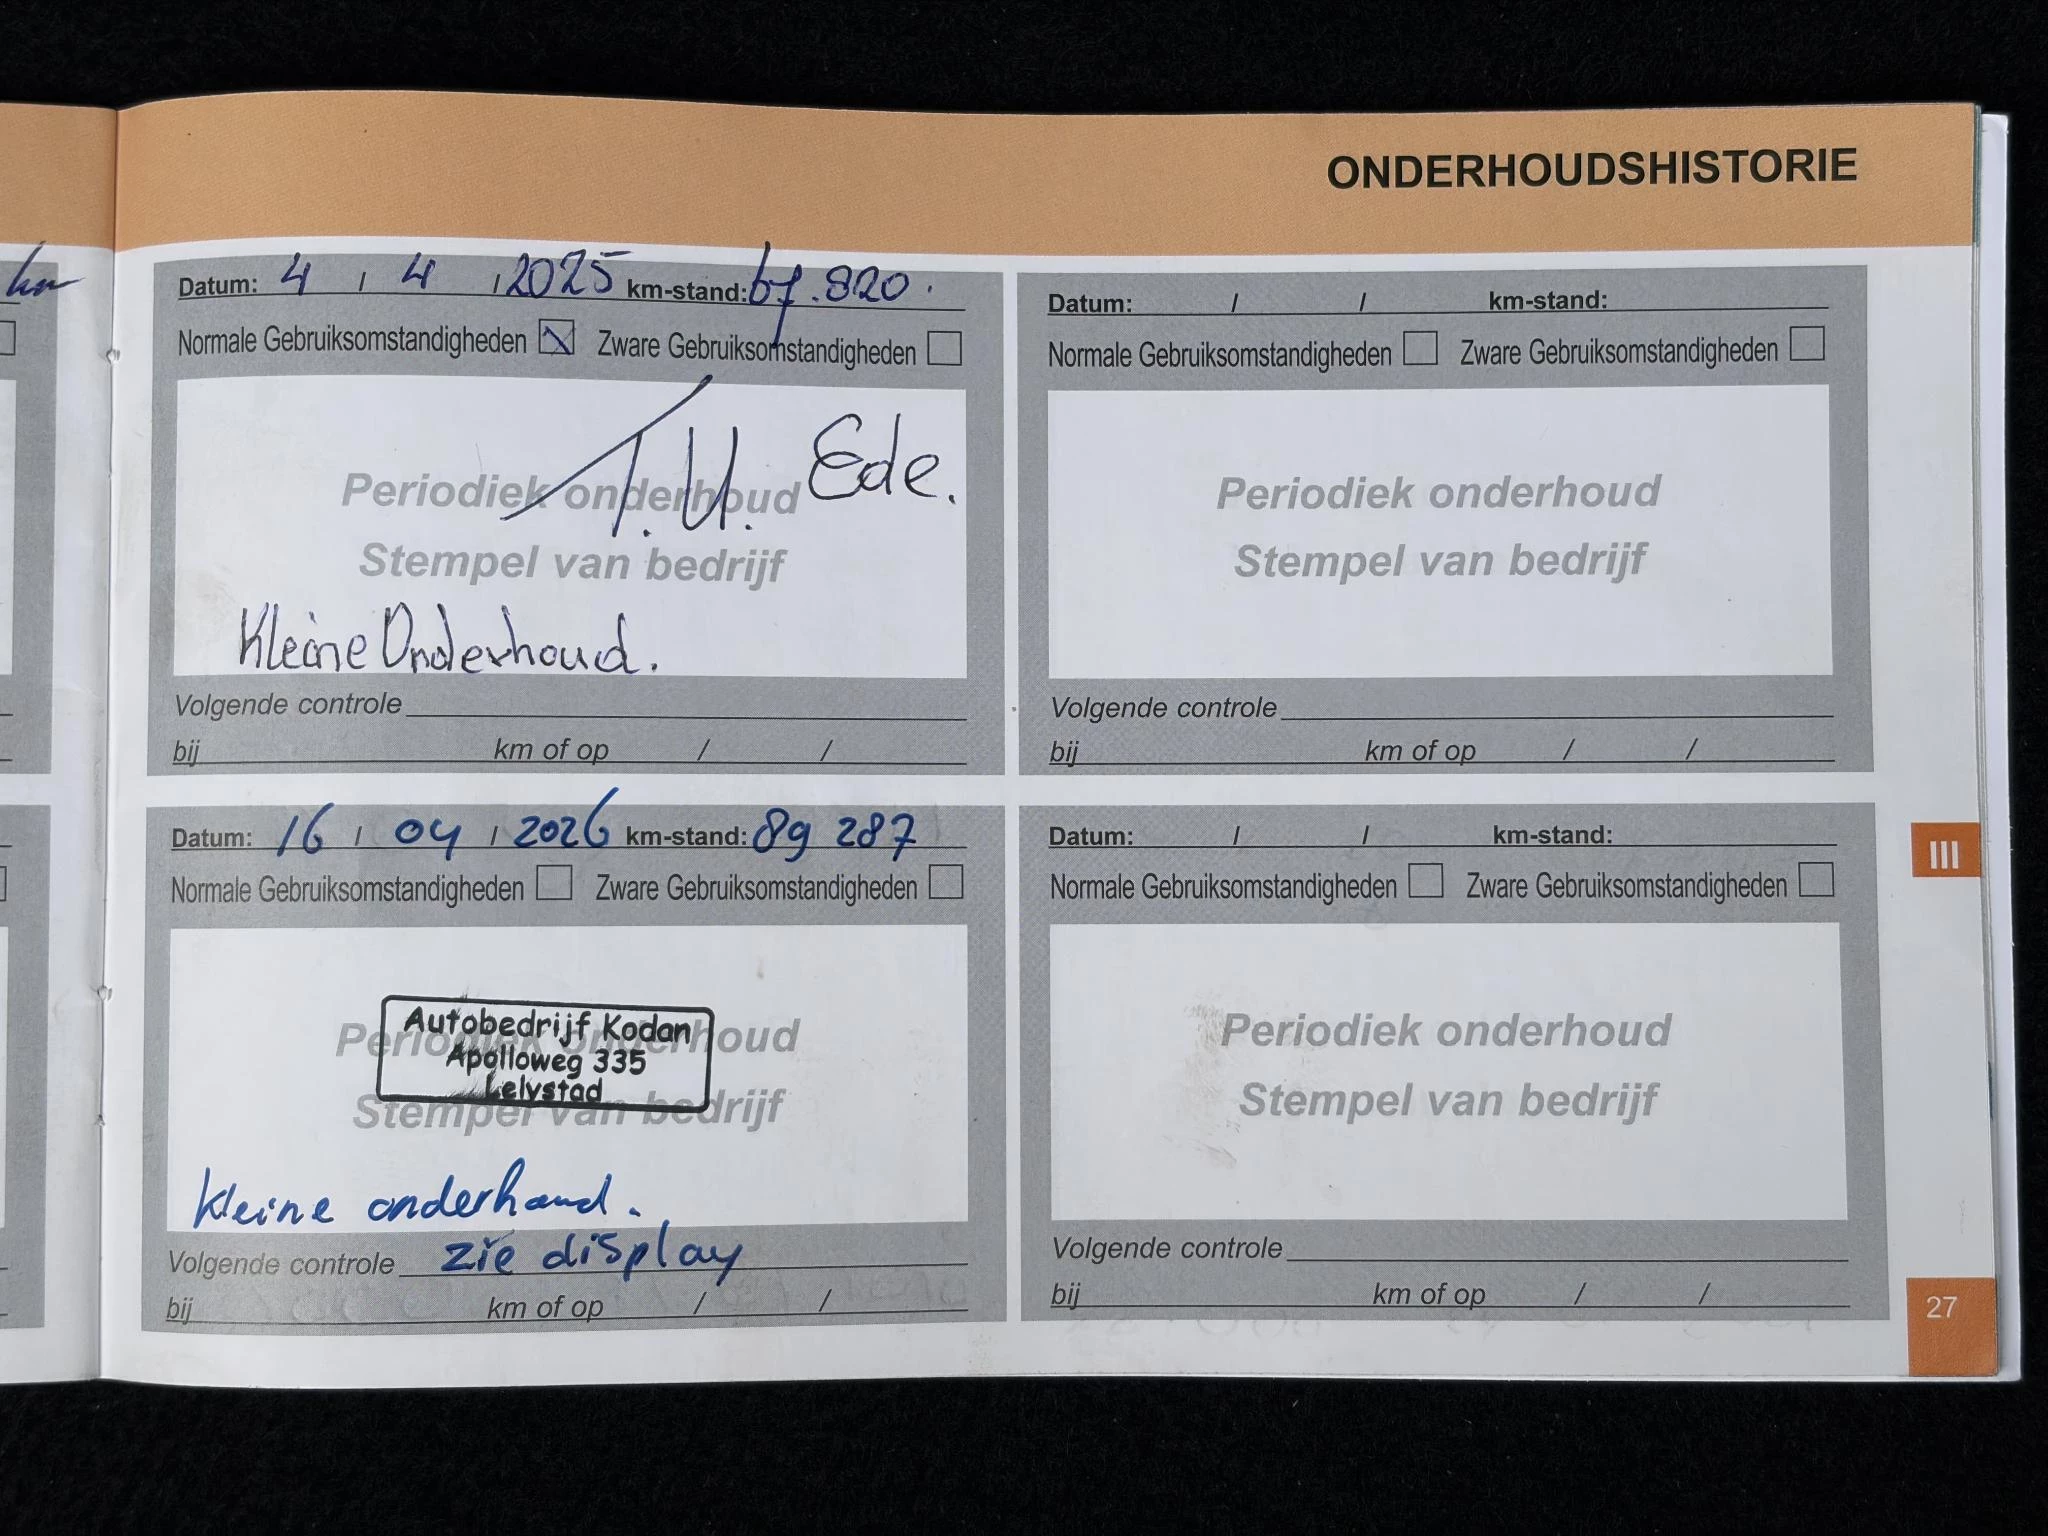 ONDERHOUDSHISTORIE
km
Datum: 4 / 4 / 2025 km-stand: 67.820.
Normale Gebruiksomstandigheden Zware Gebruiksomstandigheden
Periodiek onderhoud
T.U. Ede.
Stempel van bedrijf
Kleine Onderhoud.
Volgende controle
bij km of op / /
Datum: / / km-stand:
Normale Gebruiksomstandigheden Zware Gebruiksomstandigheden
Periodiek onderhoud
Stempel van bedrijf
Volgende controle
bij km of op / /
Datum: 16 / 04 / 2026 km-stand: 89 287
Normale Gebruiksomstandigheden Zware Gebruiksomstandigheden
Periodiek onderhoud
Stempel van bedrijf
Autobedrijf Kodan
Apolloweg 335
Lelystad
kleine onderhoud.
Volgende controle zie display
bij km of op / /
Datum: / / km-stand:
Normale Gebruiksomstandigheden Zware Gebruiksomstandigheden
Periodiek onderhoud
Stempel van bedrijf
Volgende controle
bij km of op / /
III
27